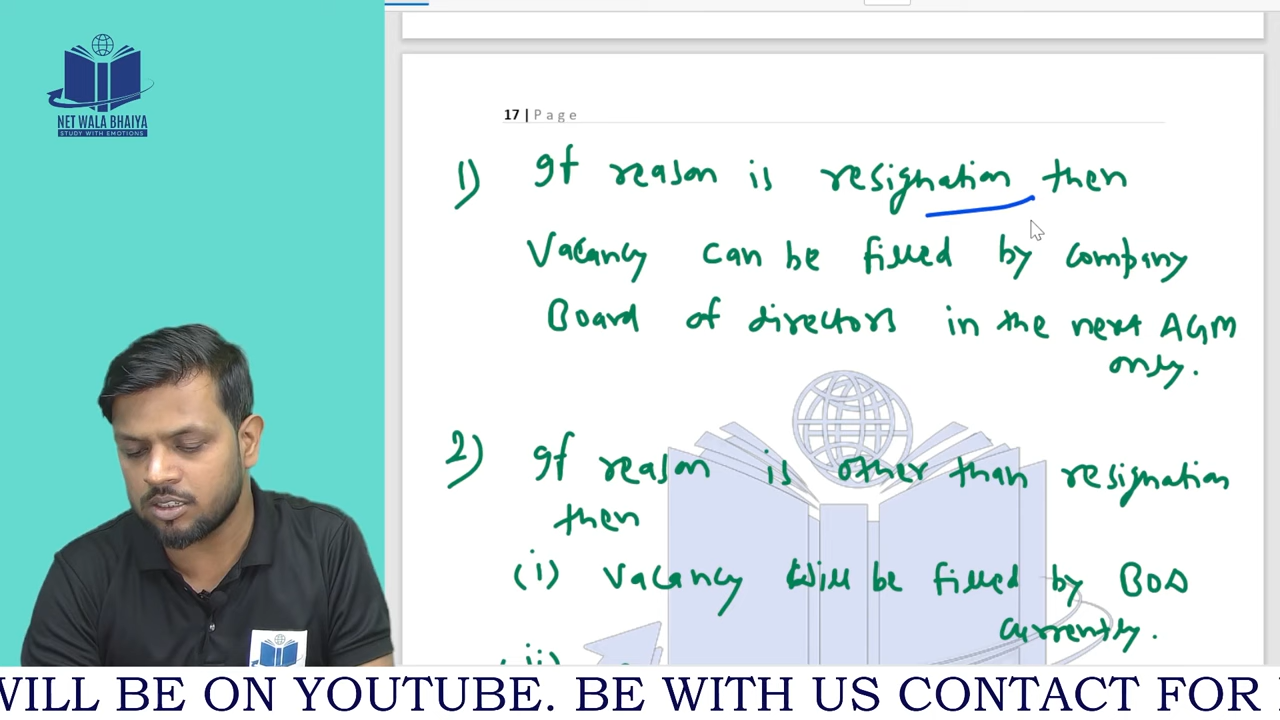 NET WALA BHAIYA
STUDY WITH EMOTIONS
17 | Page
1) If reason is resignation then
Vacancy can be filled by company
Board of directors in the next AGM
only.
2) If reason is other than resignation
then
(i) Vacancy will be filled by BOD
currently.
(ii)
WILL BE ON YOUTUBE. BE WITH US CONTACT FOR